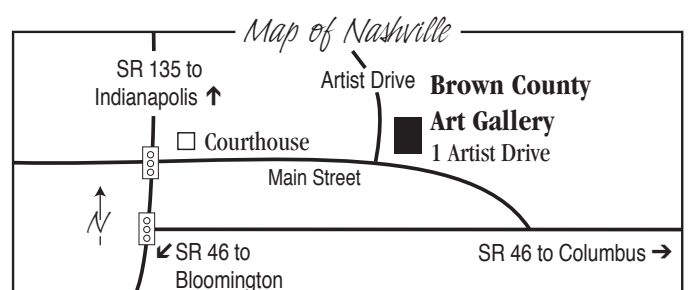 Map of Nashville
SR 135 to
Indianapolis ↑
Artist Drive
Brown County
Art Gallery
1 Artist Drive
Courthouse
Main Street
N
↙ SR 46 to
Bloomington
SR 46 to Columbus →